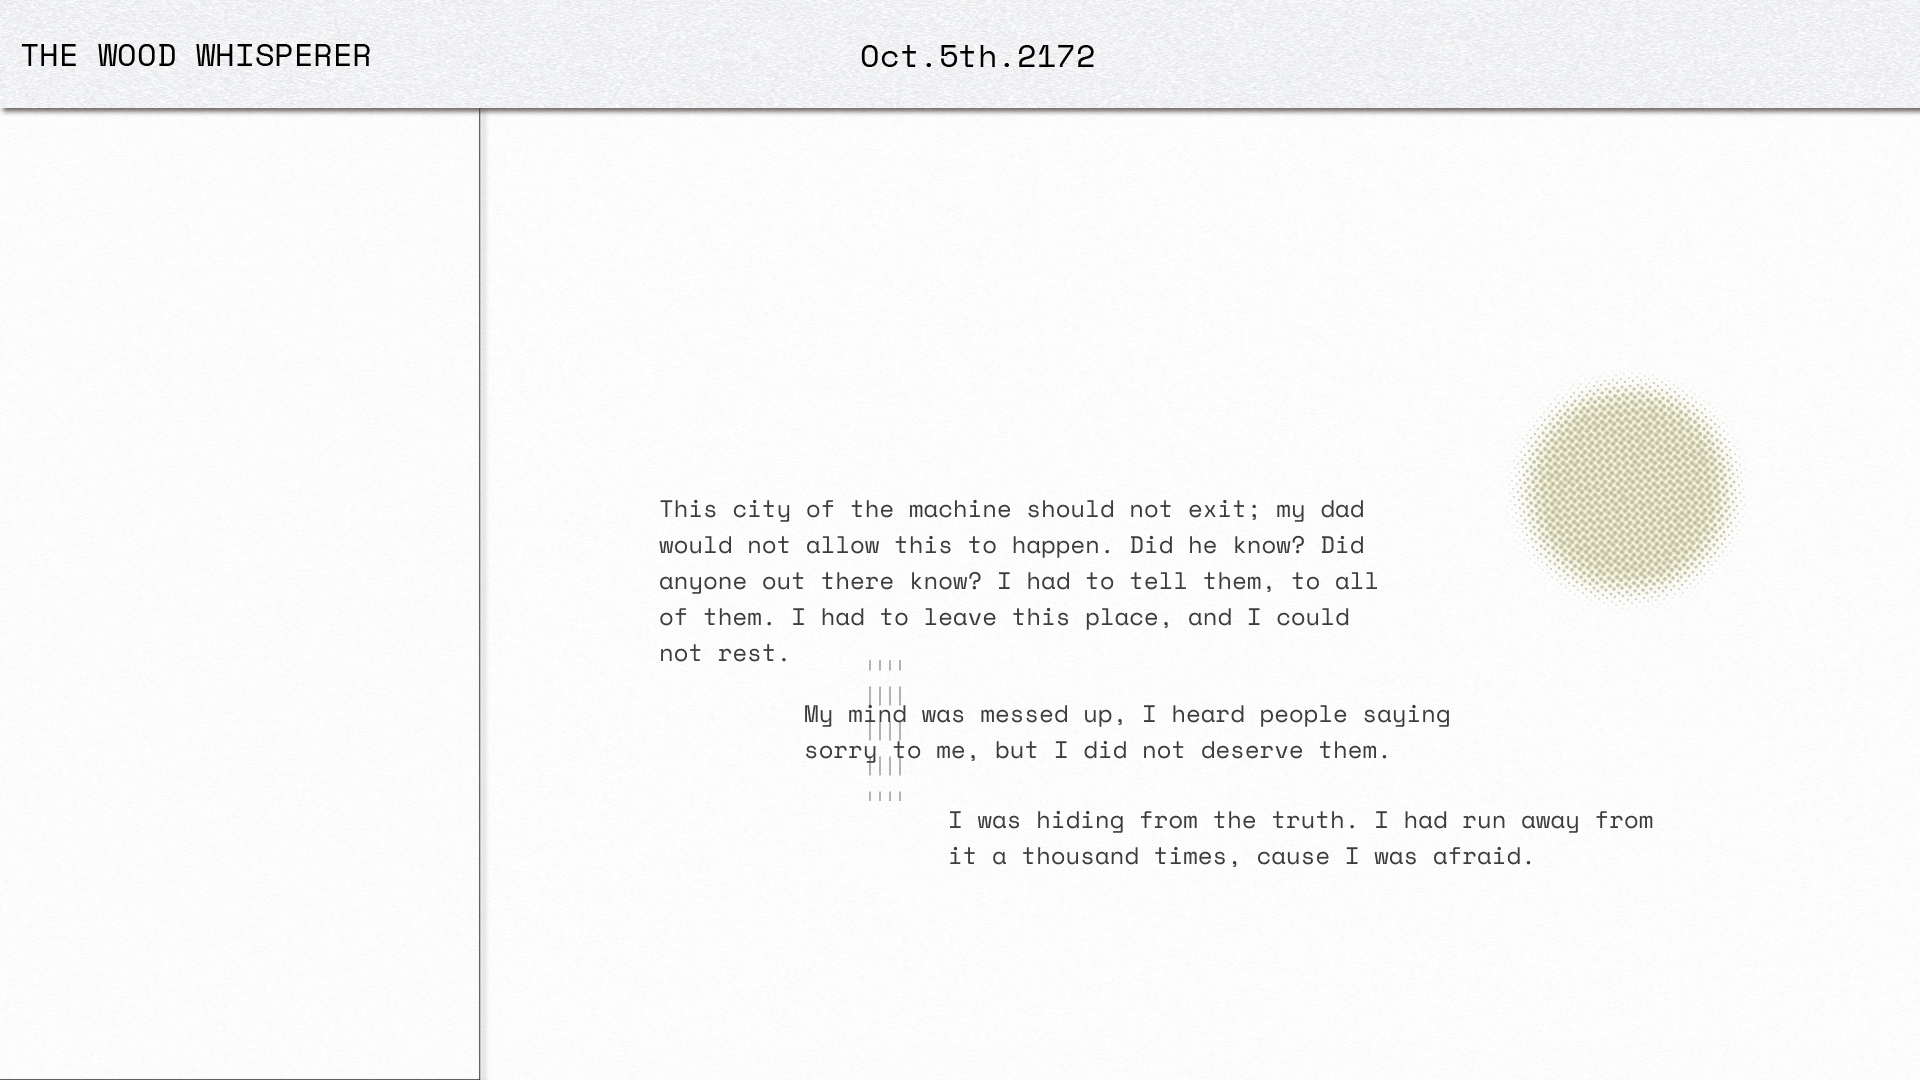 THE WOOD WHISPERER
Oct.5th.2172
This city of the machine should not exit; my dad
would not allow this to happen. Did he know? Did
anyone out there know? I had to tell them, to all
of them. I had to leave this place, and I could
not rest.
My mind was messed up, I heard people saying
sorry to me, but I did not deserve them.
I was hiding from the truth. I had run away from
it a thousand times, cause I was afraid.